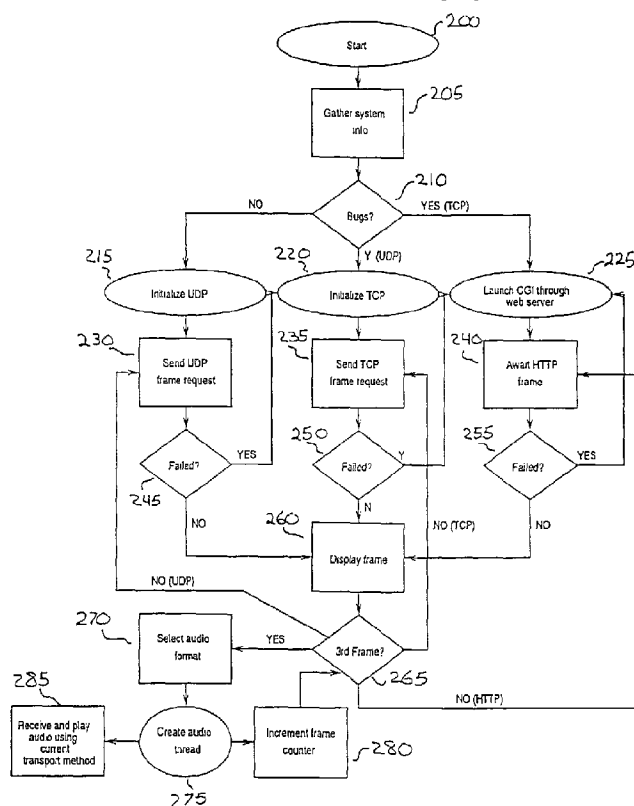 200
Start
205
Gather system
info
210
NO
Bugs?
YES (TCP)
215
220
Y (UDP)
225
Initialize UDP
Initialize TCP
Launch CGI through
web server
230
235
240
Send UDP
frame request
Send TCP
frame request
Await HTTP
frame
250
255
Failed?
YES
Failed?
Y
Failed?
YES
245
260
N
NO
NO (TCP)
NO
Display frame
NO (UDP)
270
Select audio
format
YES
3rd Frame?
265
285
NO (HTTP)
Receive and play
audio using
current
transport method
Create audio
thread
Increment frame
counter
280
275